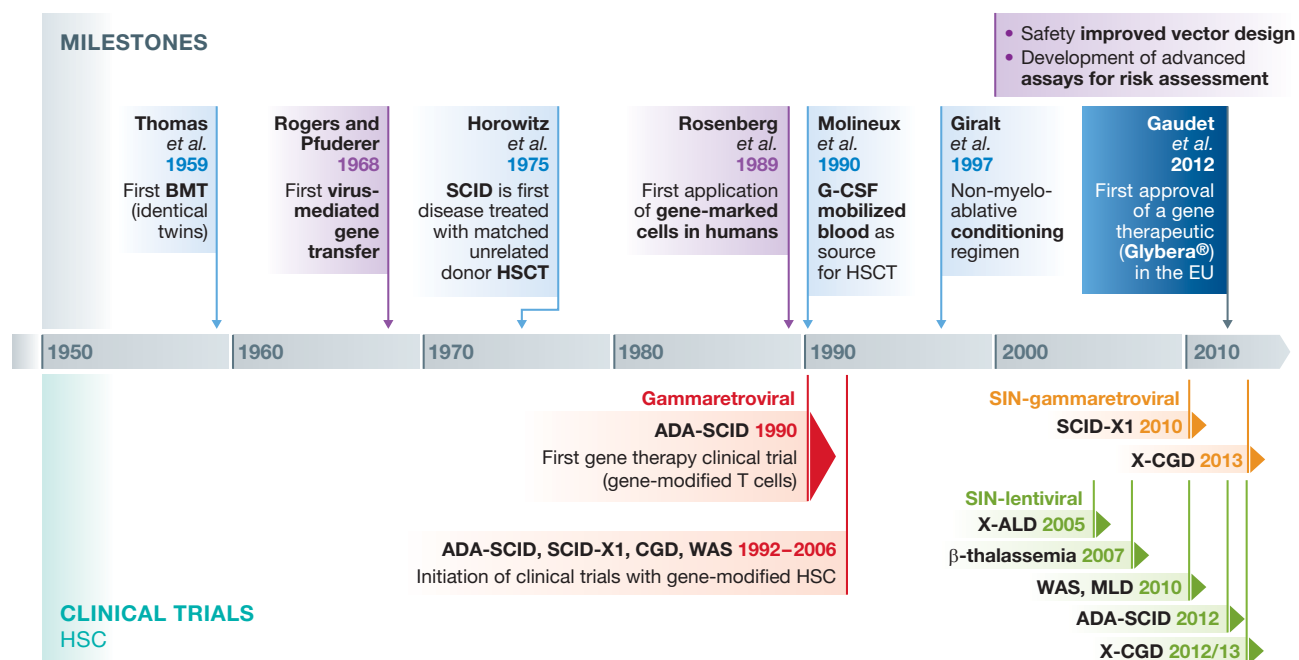 MILESTONES
• Safety improved vector design
• Development of advanced
assays for risk assessment
Thomas
et al.
1959
First BMT
(identical
twins)
Rogers and
Pfuderer
1968
First virus-
mediated
gene
transfer
Horowitz
et al.
1975
SCID is first
disease treated
with matched
unrelated
donor HSCT
Rosenberg
et al.
1989
First application
of gene-marked
cells in humans
Molineux
et al.
1990
G-CSF
mobilized
blood as
source
for HSCT
Giralt
et al.
1997
Non-myelo-
ablative
conditioning
regimen
Gaudet
et al.
2012
First approval
of a gene
therapeutic
(Glybera®)
in the EU
1950
1960
1970
1980
1990
2000
2010
Gammaretroviral
ADA-SCID 1990
First gene therapy clinical trial
(gene-modified T cells)
ADA-SCID, SCID-X1, CGD, WAS 1992–2006
Initiation of clinical trials with gene-modified HSC
SIN-gammaretroviral
SCID-X1 2010
X-CGD 2013
SIN-lentiviral
X-ALD 2005
β-thalassemia 2007
WAS, MLD 2010
ADA-SCID 2012
X-CGD 2012/13
CLINICAL TRIALS
HSC